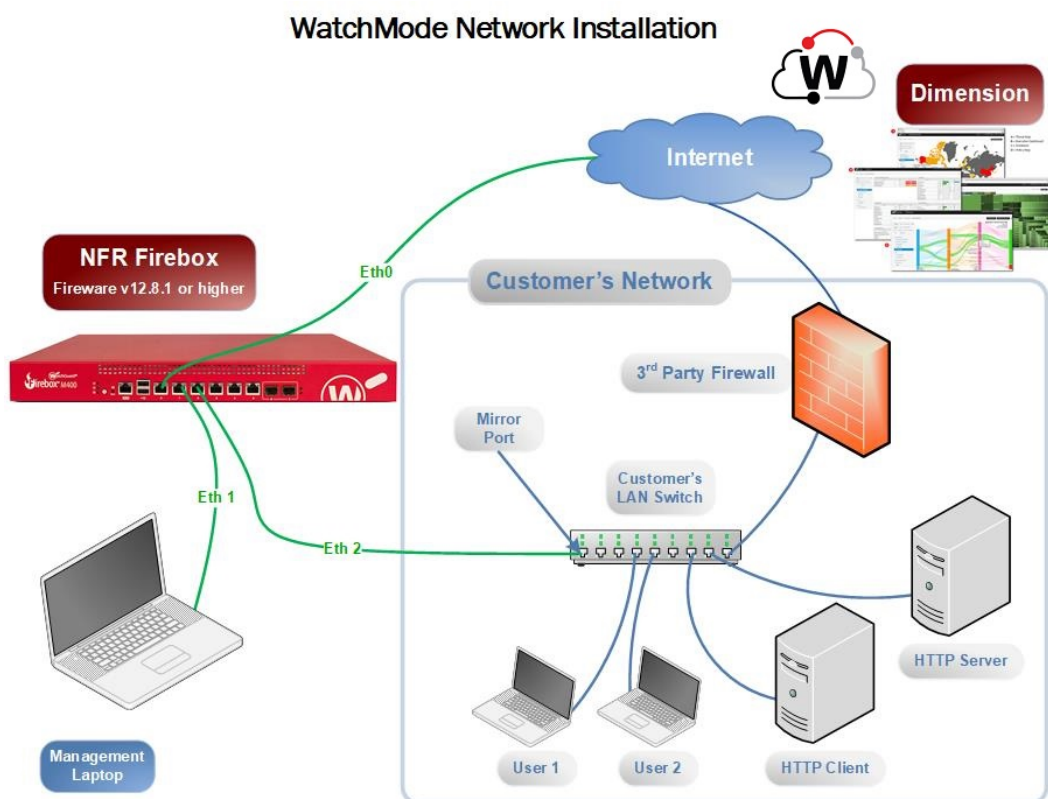 WatchMode Network Installation
W
Dimension
Internet
NFR Firebox
Fireware v12.8.1 or higher
Eth0
Customer's Network
Firebox M400
W
3rd Party Firewall
Mirror
Port
Customer's
LAN Switch
Eth 1
Eth 2
HTTP Server
Management
Laptop
User 1
User 2
HTTP Client